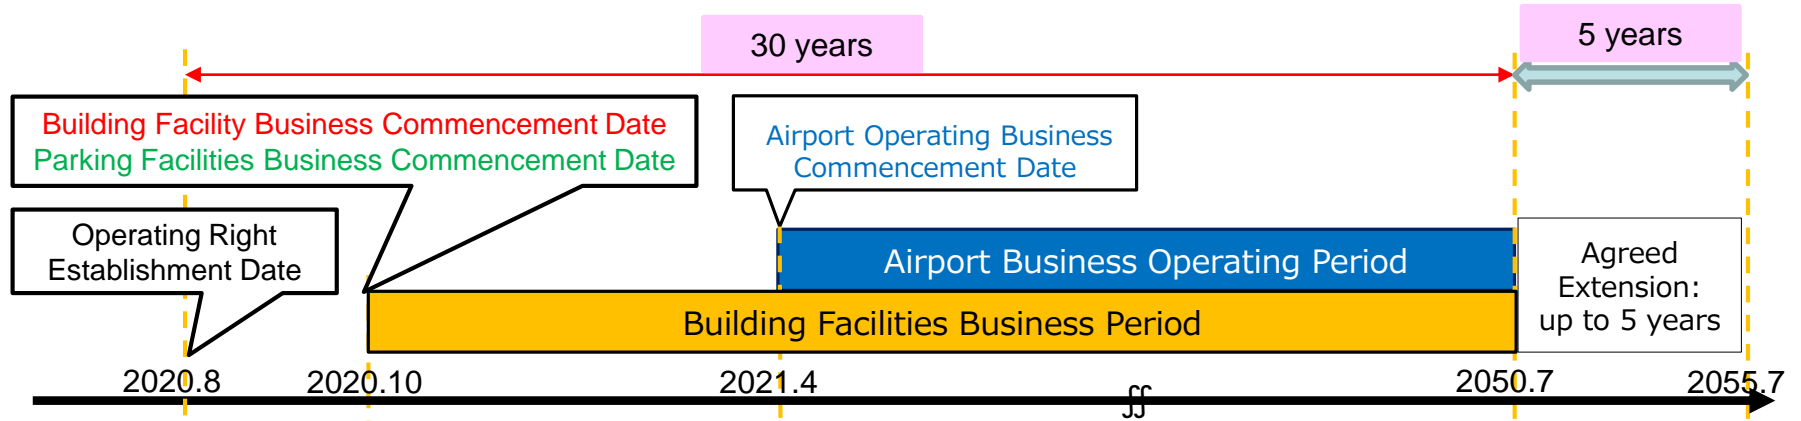 30 years
5 years
Building Facility Business Commencement Date
Parking Facilities Business Commencement Date
Airport Operating Business
Commencement Date
Operating Right
Establishment Date
Airport Business Operating Period
Agreed
Extension:
up to 5 years
Building Facilities Business Period
2020.8
2020.10
2021.4
2050.7
2055.7
∬